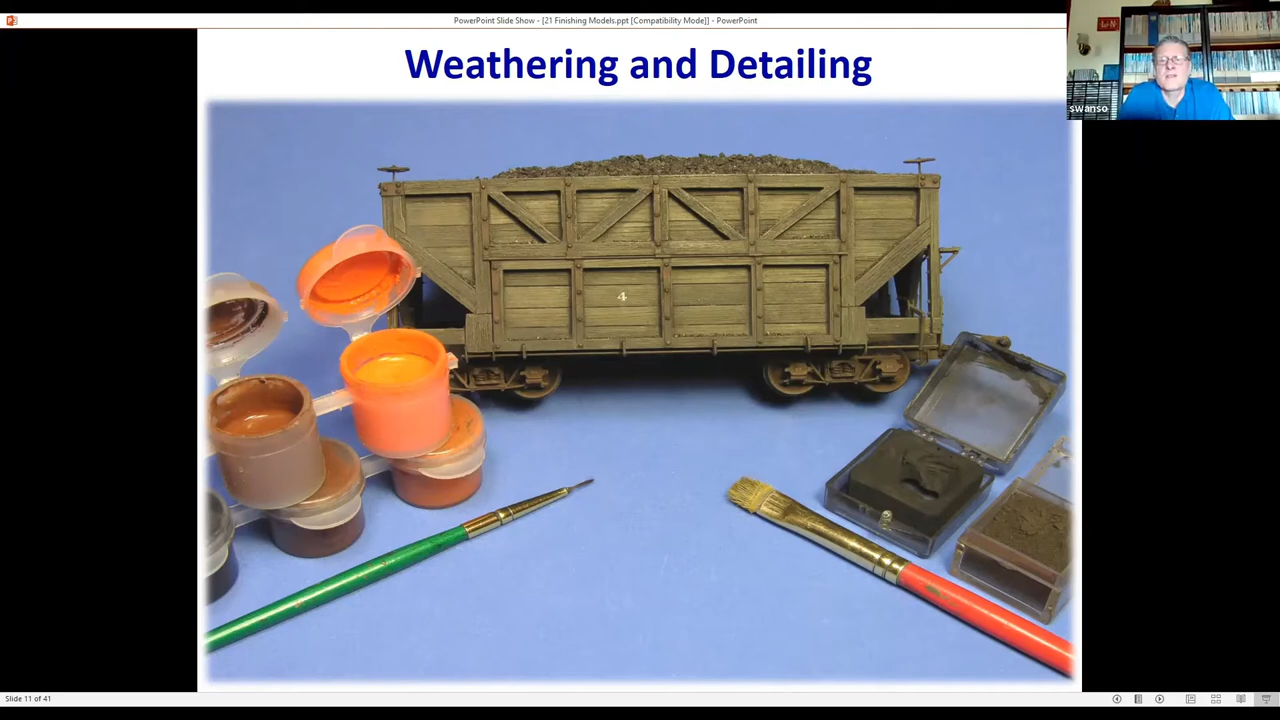 PowerPoint Slide Show - [21 Finishing Models.ppt [Compatibility Mode]] - PowerPoint
Weathering and Detailing
swanso
4
Slide 11 of 41